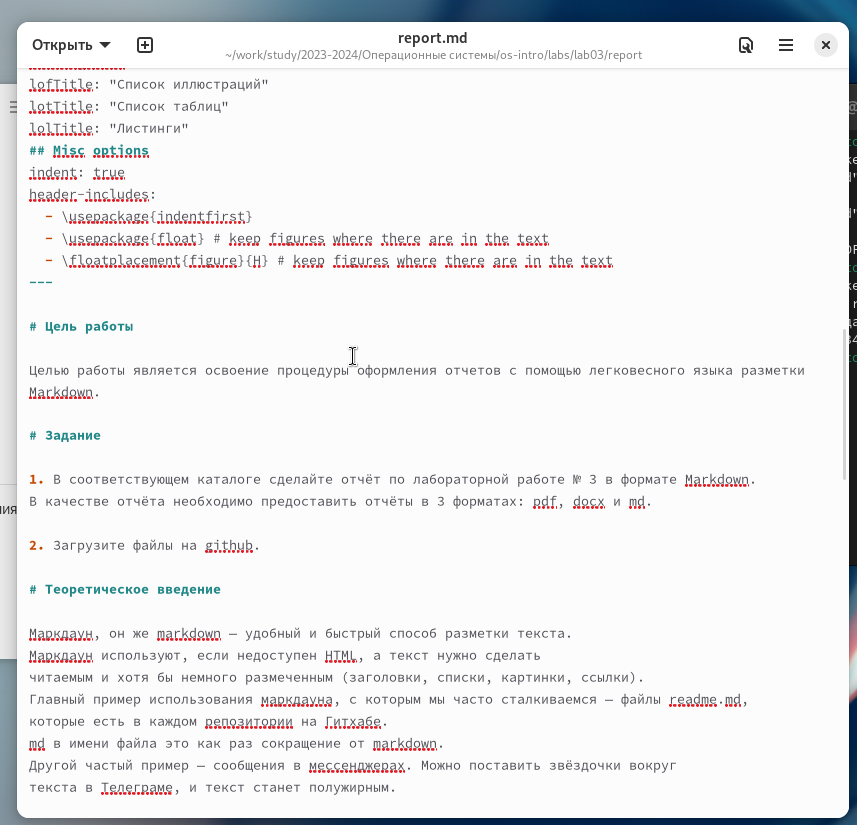 Открыть
report.md
~/work/study/2023-2024/Операционные системы/os-intro/labs/lab03/report
lofTitle: "Список иллюстраций"
lotTitle: "Список таблиц"
lolTitle: "Листинги"
## Misc options
indent: true
header-includes:
- \usepackage{indentfirst}
- \usepackage{float} # keep figures where there are in the text
- \floatplacement{figure}{H} # keep figures where there are in the text
---
# Цель работы
Целью работы является освоение процедуры оформления отчетов с помощью легковесного языка разметки
Markdown.
# Задание
1. В соответствующем каталоге сделайте отчёт по лабораторной работе № 3 в формате Markdown.
В качестве отчёта необходимо предоставить отчёты в 3 форматах: pdf, docx и md.
2. Загрузите файлы на github.
# Теоретическое введение
Маркдаун, он же markdown — удобный и быстрый способ разметки текста.
Маркдаун используют, если недоступен HTML, а текст нужно сделать
читаемым и хотя бы немного размеченным (заголовки, списки, картинки, ссылки).
Главный пример использования маркдауна, с которым мы часто сталкиваемся — файлы readme.md,
которые есть в каждом репозитории на Гитхабе.
md в имени файла это как раз сокращение от markdown.
Другой частый пример — сообщения в мессенджерах. Можно поставить звёздочки вокруг
текста в Телеграме, и текст станет полужирным.